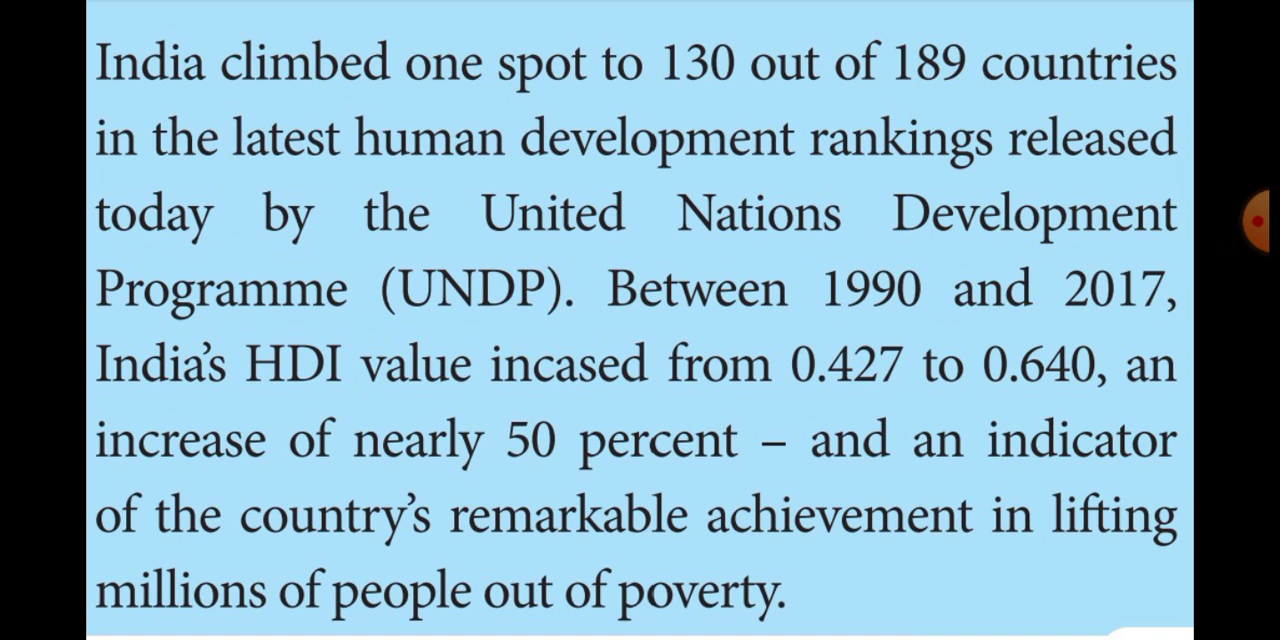 India climbed one spot to 130 out of 189 countries
in the latest human development rankings released
today by the United Nations Development
Programme (UNDP). Between 1990 and 2017,
India’s HDI value incased from 0.427 to 0.640, an
increase of nearly 50 percent – and an indicator
of the country’s remarkable achievement in lifting
millions of people out of poverty.